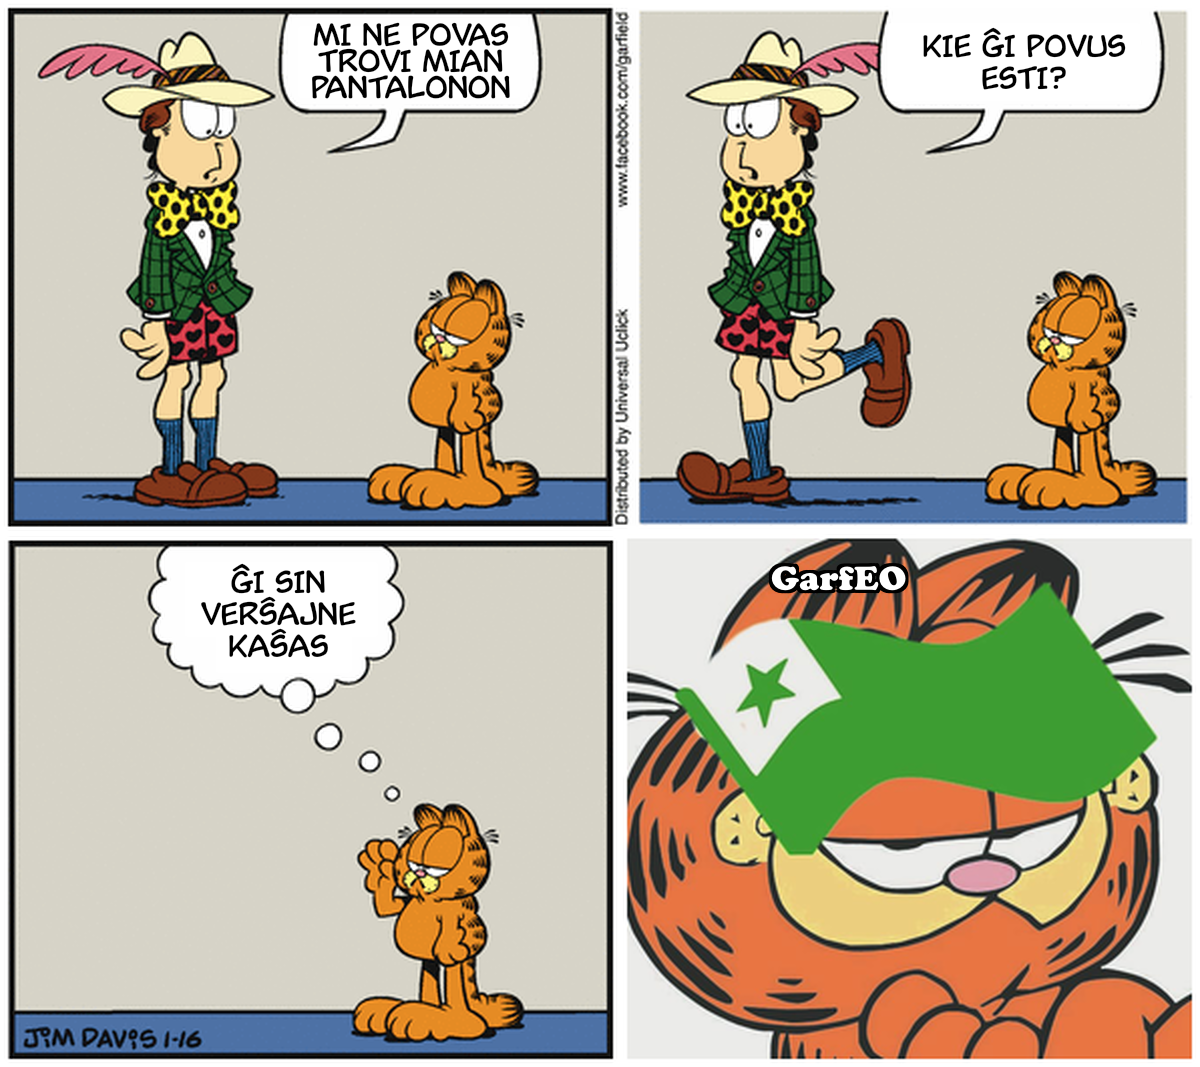 MI NE POVAS
TROVI MIAN
PANTALONON
www.facebook.com/garfield
Distributed by Universal Uclick
KIE ĜI POVUS
ESTI?
ĜI SIN
VERŜAJNE
KAŜAS
JIM DAVIS 1-16
GarfEO